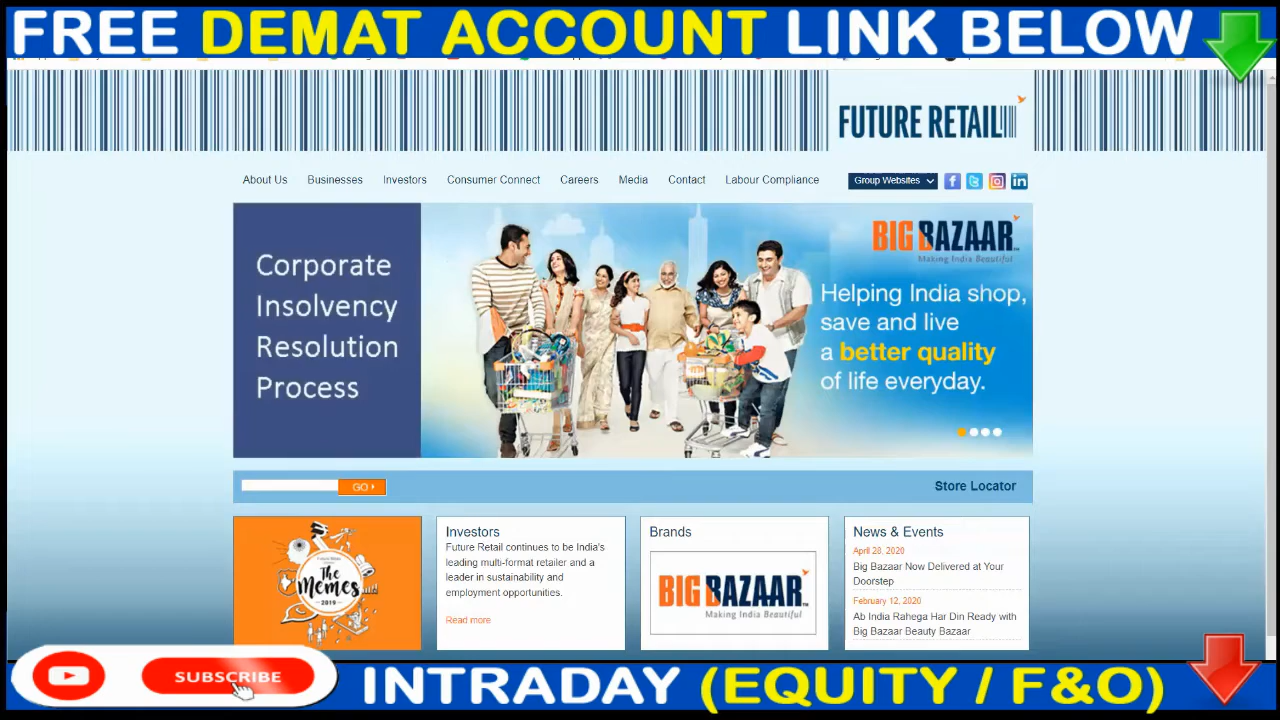 FREE DEMAT ACCOUNT LINK BELOW
FUTURE RETAIL
About Us Businesses Investors Consumer Connect Careers Media Contact Labour Compliance Group Websites
Corporate
Insolvency
Resolution
Process
BIG BAZAAR
Making India Beautiful
Helping India shop,
save and live
a better quality
of life everyday.
GO
Store Locator
The
Memes
2019
Investors
Future Retail continues to be India's
leading multi-format retailer and a
leader in sustainability and
employment opportunities.
Read more
Brands
BIG BAZAAR
Making India Beautiful
News & Events
April 28, 2020
Big Bazaar Now Delivered at Your
Doorstep
February 12, 2020
Ab India Rahega Har Din Ready with
Big Bazaar Beauty Bazaar
SUBSCRIBE
INTRADAY (EQUITY / F&O)